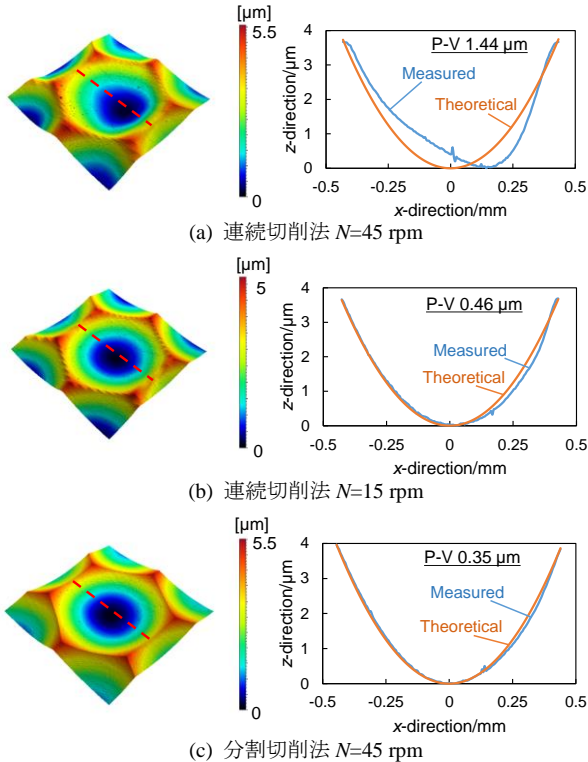 [µm]
5.5
0
P-V 1.44 µm
Measured
Theoretical
z-direction/µm
4
3
2
1
0
-0.5 -0.25 0 0.25 0.5
x-direction/mm
(a) 連続切削法 N=45 rpm
[µm]
5
0
P-V 0.46 µm
Measured
Theoretical
z-direction/µm
4
3
2
1
0
-0.5 -0.25 0 0.25 0.5
x-direction/mm
(b) 連続切削法 N=15 rpm
[µm]
5.5
0
P-V 0.35 µm
Measured
Theoretical
z-direction/µm
4
3
2
1
0
-0.5 -0.25 0 0.25 0.5
x-direction/mm
(c) 分割切削法 N=45 rpm